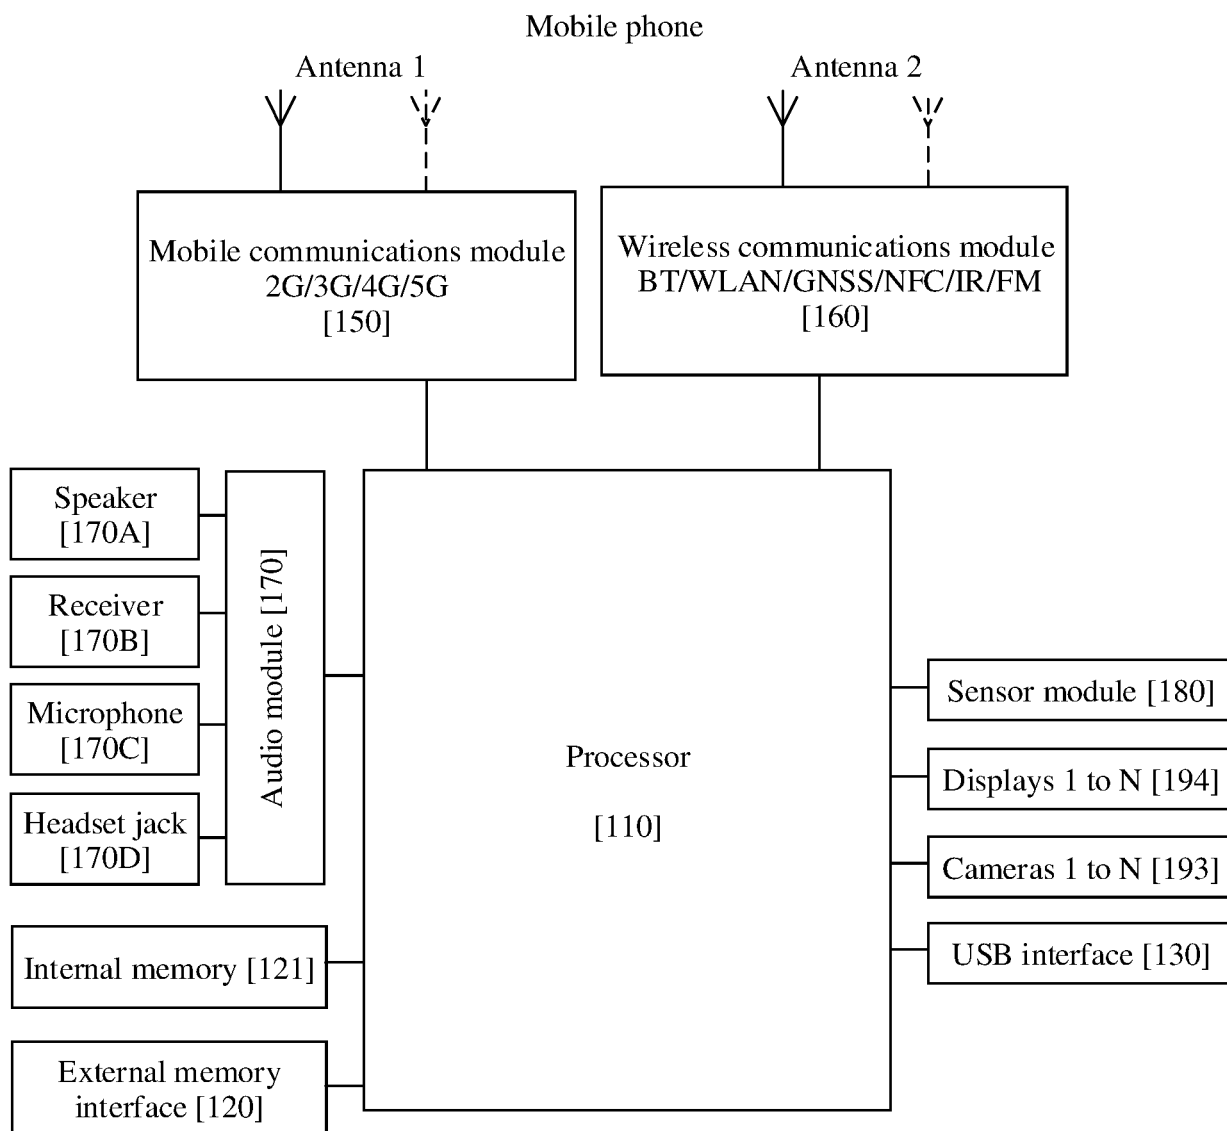 Mobile phone
Antenna 1
Antenna 2
Mobile communications module
2G/3G/4G/5G
[150]
Wireless communications module
BT/WLAN/GNSS/NFC/IR/FM
[160]
Speaker
[170A]
Receiver
[170B]
Microphone
[170C]
Headset jack
[170D]
Audio module [170]
Internal memory [121]
External memory
interface [120]
Processor
[110]
Sensor module [180]
Displays 1 to N [194]
Cameras 1 to N [193]
USB interface [130]